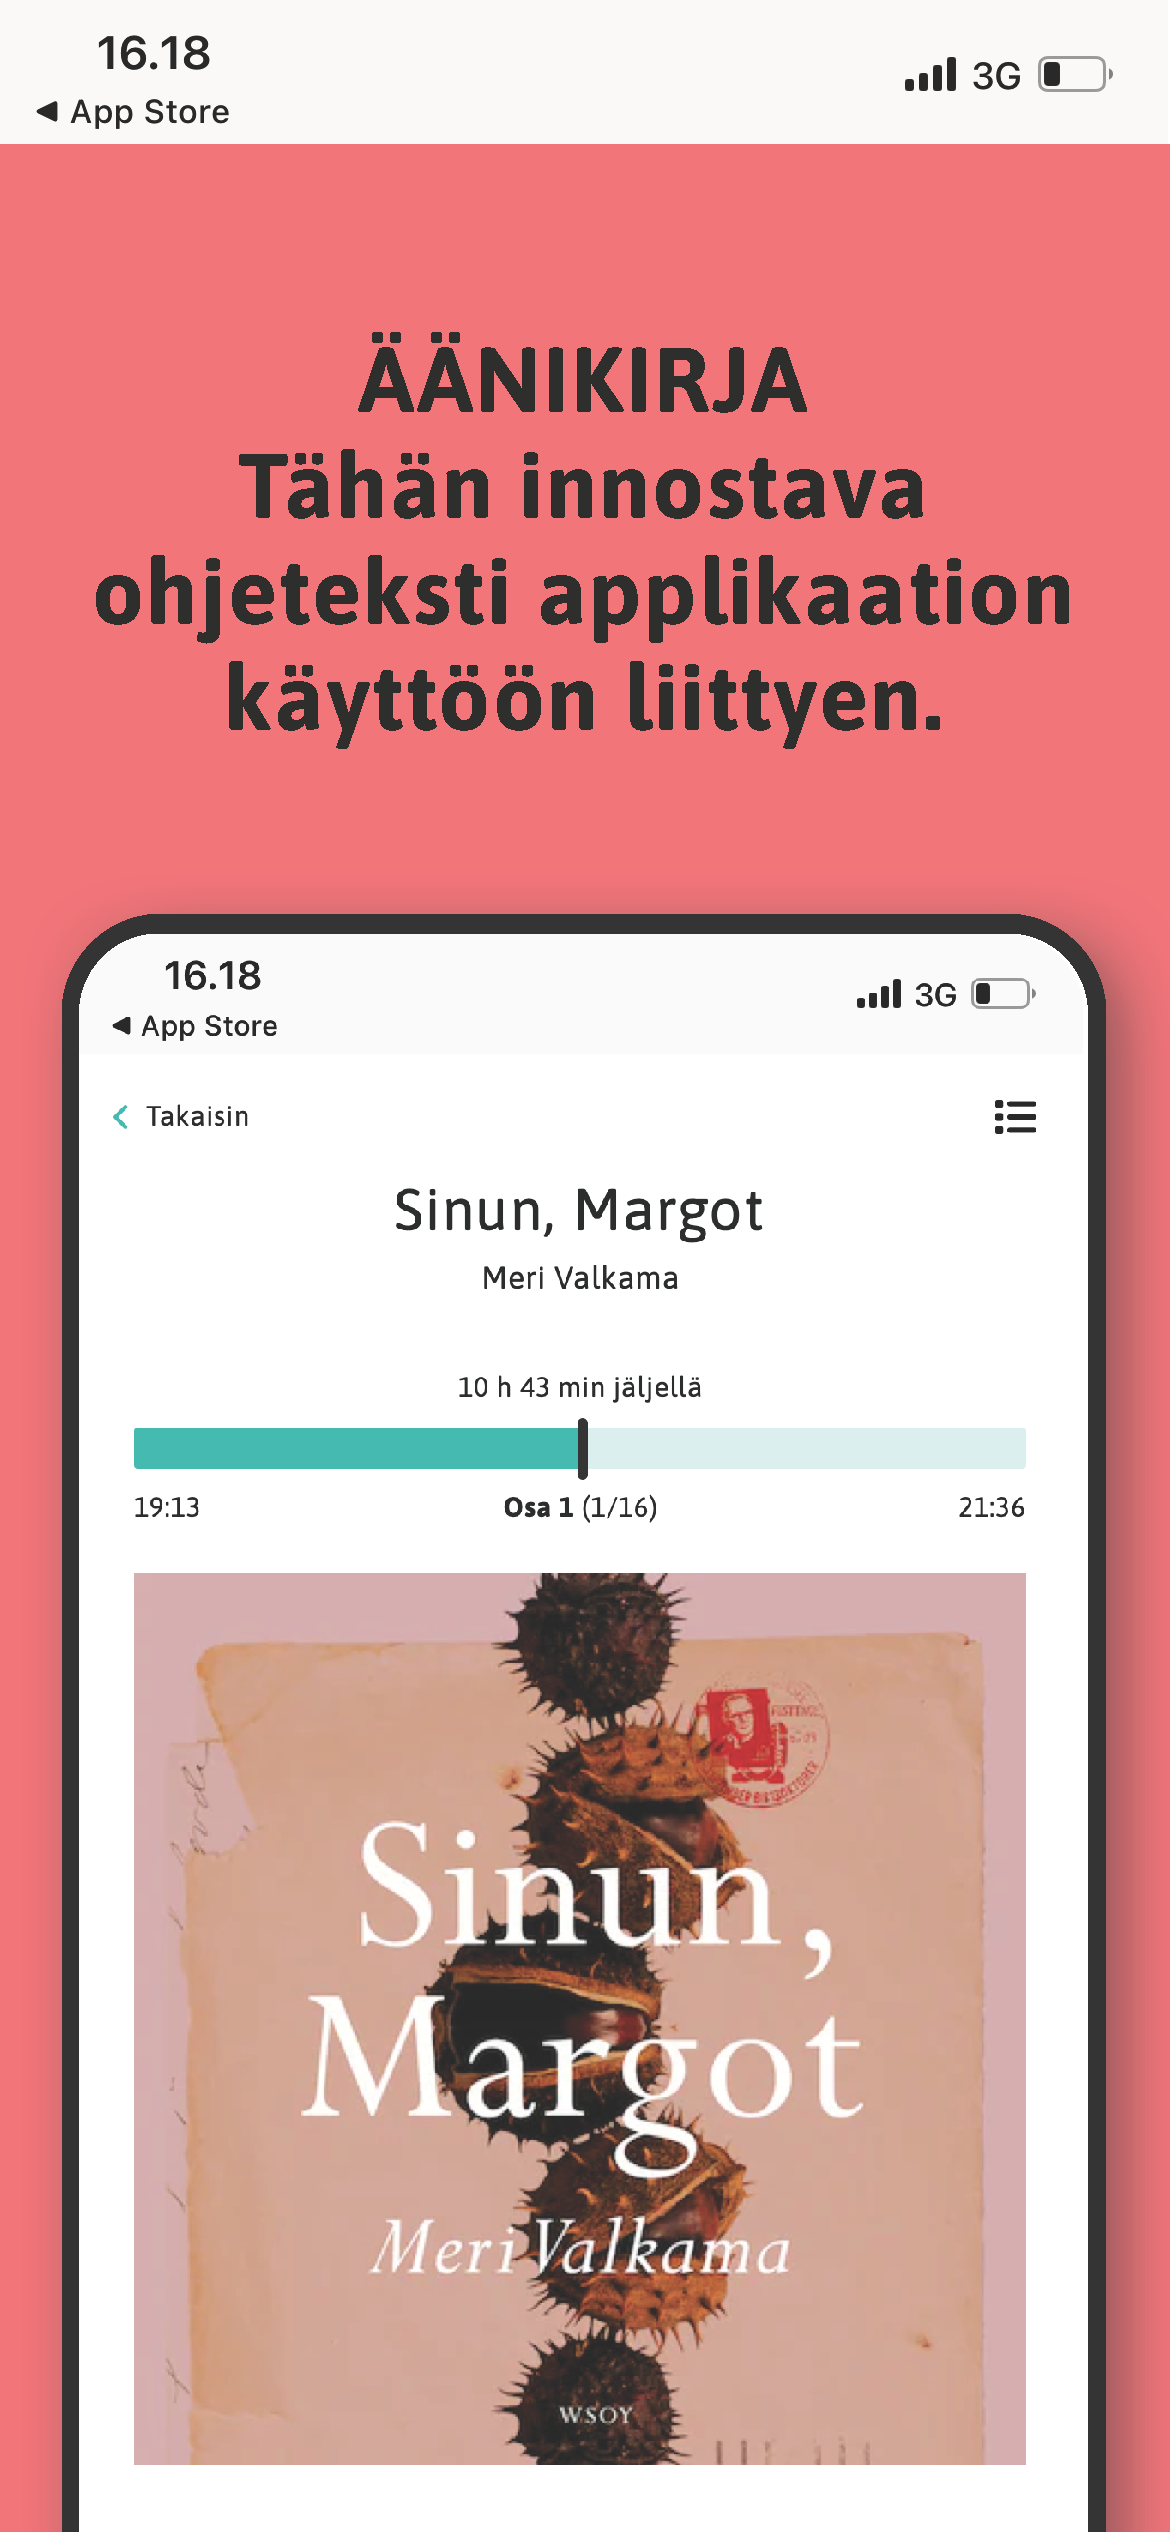 16.18
App Store
3G
ÄÄNIKIRJA
Tähän innostava
ohjeteksti applikaation
käyttöön liittyen.
16.18
App Store
3G
Takaisin
Sinun, Margot
Meri Valkama
10 h 43 min jäljellä
19:13 Osa 1 (1/16) 21:36
Sinun,
Margot
Meri Valkama
WSOY